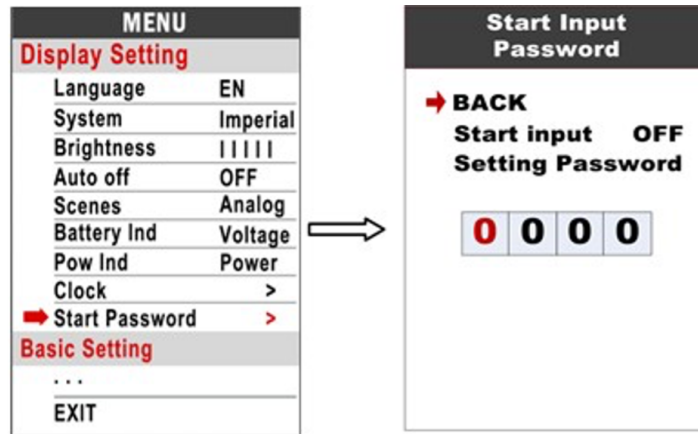 MENU
Display Setting
Language EN
System Imperial
Brightness | | | | |
Auto off OFF
Scenes Analog
Battery Ind Voltage
Pow Ind Power
Clock >
Start Password >
Basic Setting
. . .
EXIT
Start Input
Password
BACK
Start input OFF
Setting Password
0 0 0 0